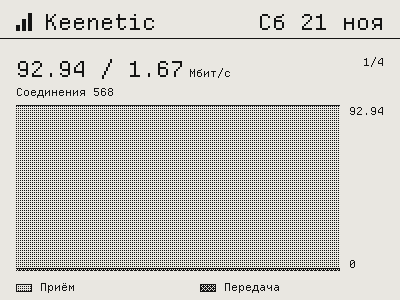 Keenetic Сб 21 ноя
92.94 / 1.67 Мбит/с 1/4
Соединения 568
92.94
0
Приём Передача